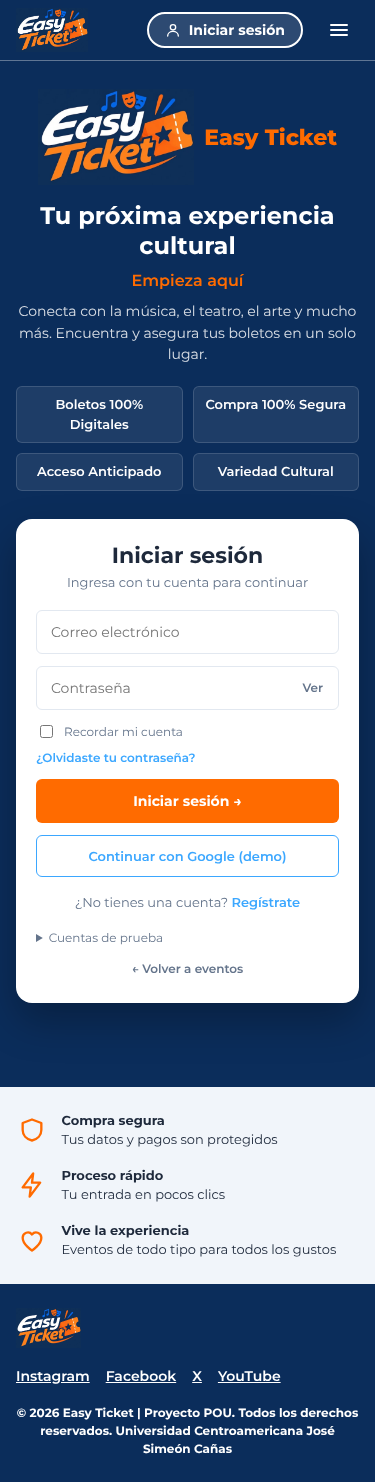 Easy
Ticket
Iniciar sesión
Easy
Ticket
Easy Ticket
Tu próxima experiencia
cultural
Empieza aquí
Conecta con la música, el teatro, el arte y mucho
más. Encuentra y asegura tus boletos en un solo
lugar.
Boletos 100%
Digitales
Compra 100% Segura
Acceso Anticipado
Variedad Cultural
Iniciar sesión
Ingresa con tu cuenta para continuar
Correo electrónico
Contraseña
Ver
Recordar mi cuenta
¿Olvidaste tu contraseña?
Iniciar sesión →
Continuar con Google (demo)
¿No tienes una cuenta? Regístrate
▶ Cuentas de prueba
← Volver a eventos
Compra segura
Tus datos y pagos son protegidos
Proceso rápido
Tu entrada en pocos clics
Vive la experiencia
Eventos de todo tipo para todos los gustos
Easy
Ticket
Instagram Facebook X YouTube
© 2026 Easy Ticket | Proyecto POU. Todos los derechos
reservados. Universidad Centroamericana José
Simeón Cañas